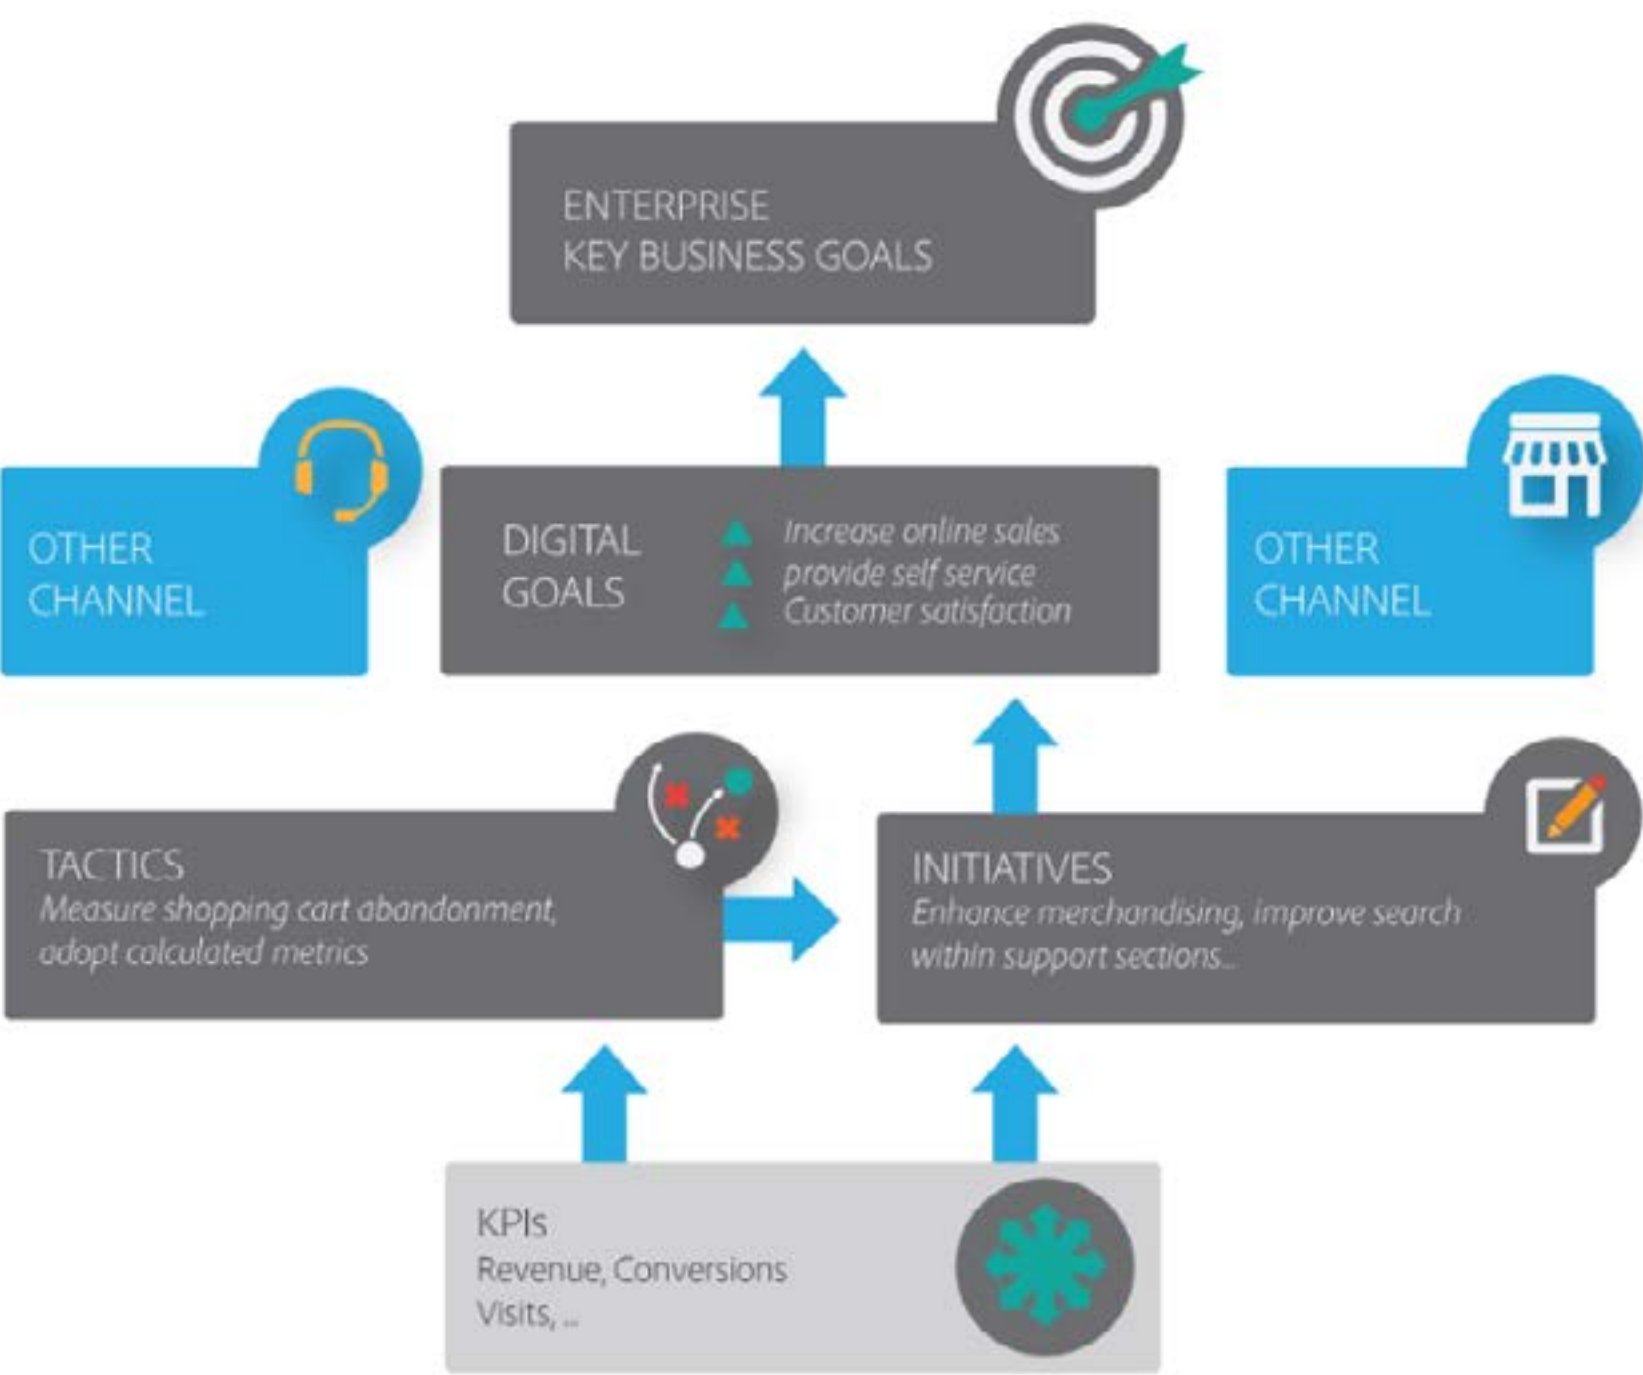 ENTERPRISE
KEY BUSINESS GOALS
OTHER
CHANNEL
DIGITAL
GOALS
Increase online sales
provide self service
Customer satisfaction
OTHER
CHANNEL
TACTICS
Measure shopping cart abandonment,
adopt calculated metrics
INITIATIVES
Enhance merchandising, improve search
within support sections...
KPIs
Revenue, Conversions
Visits, ...